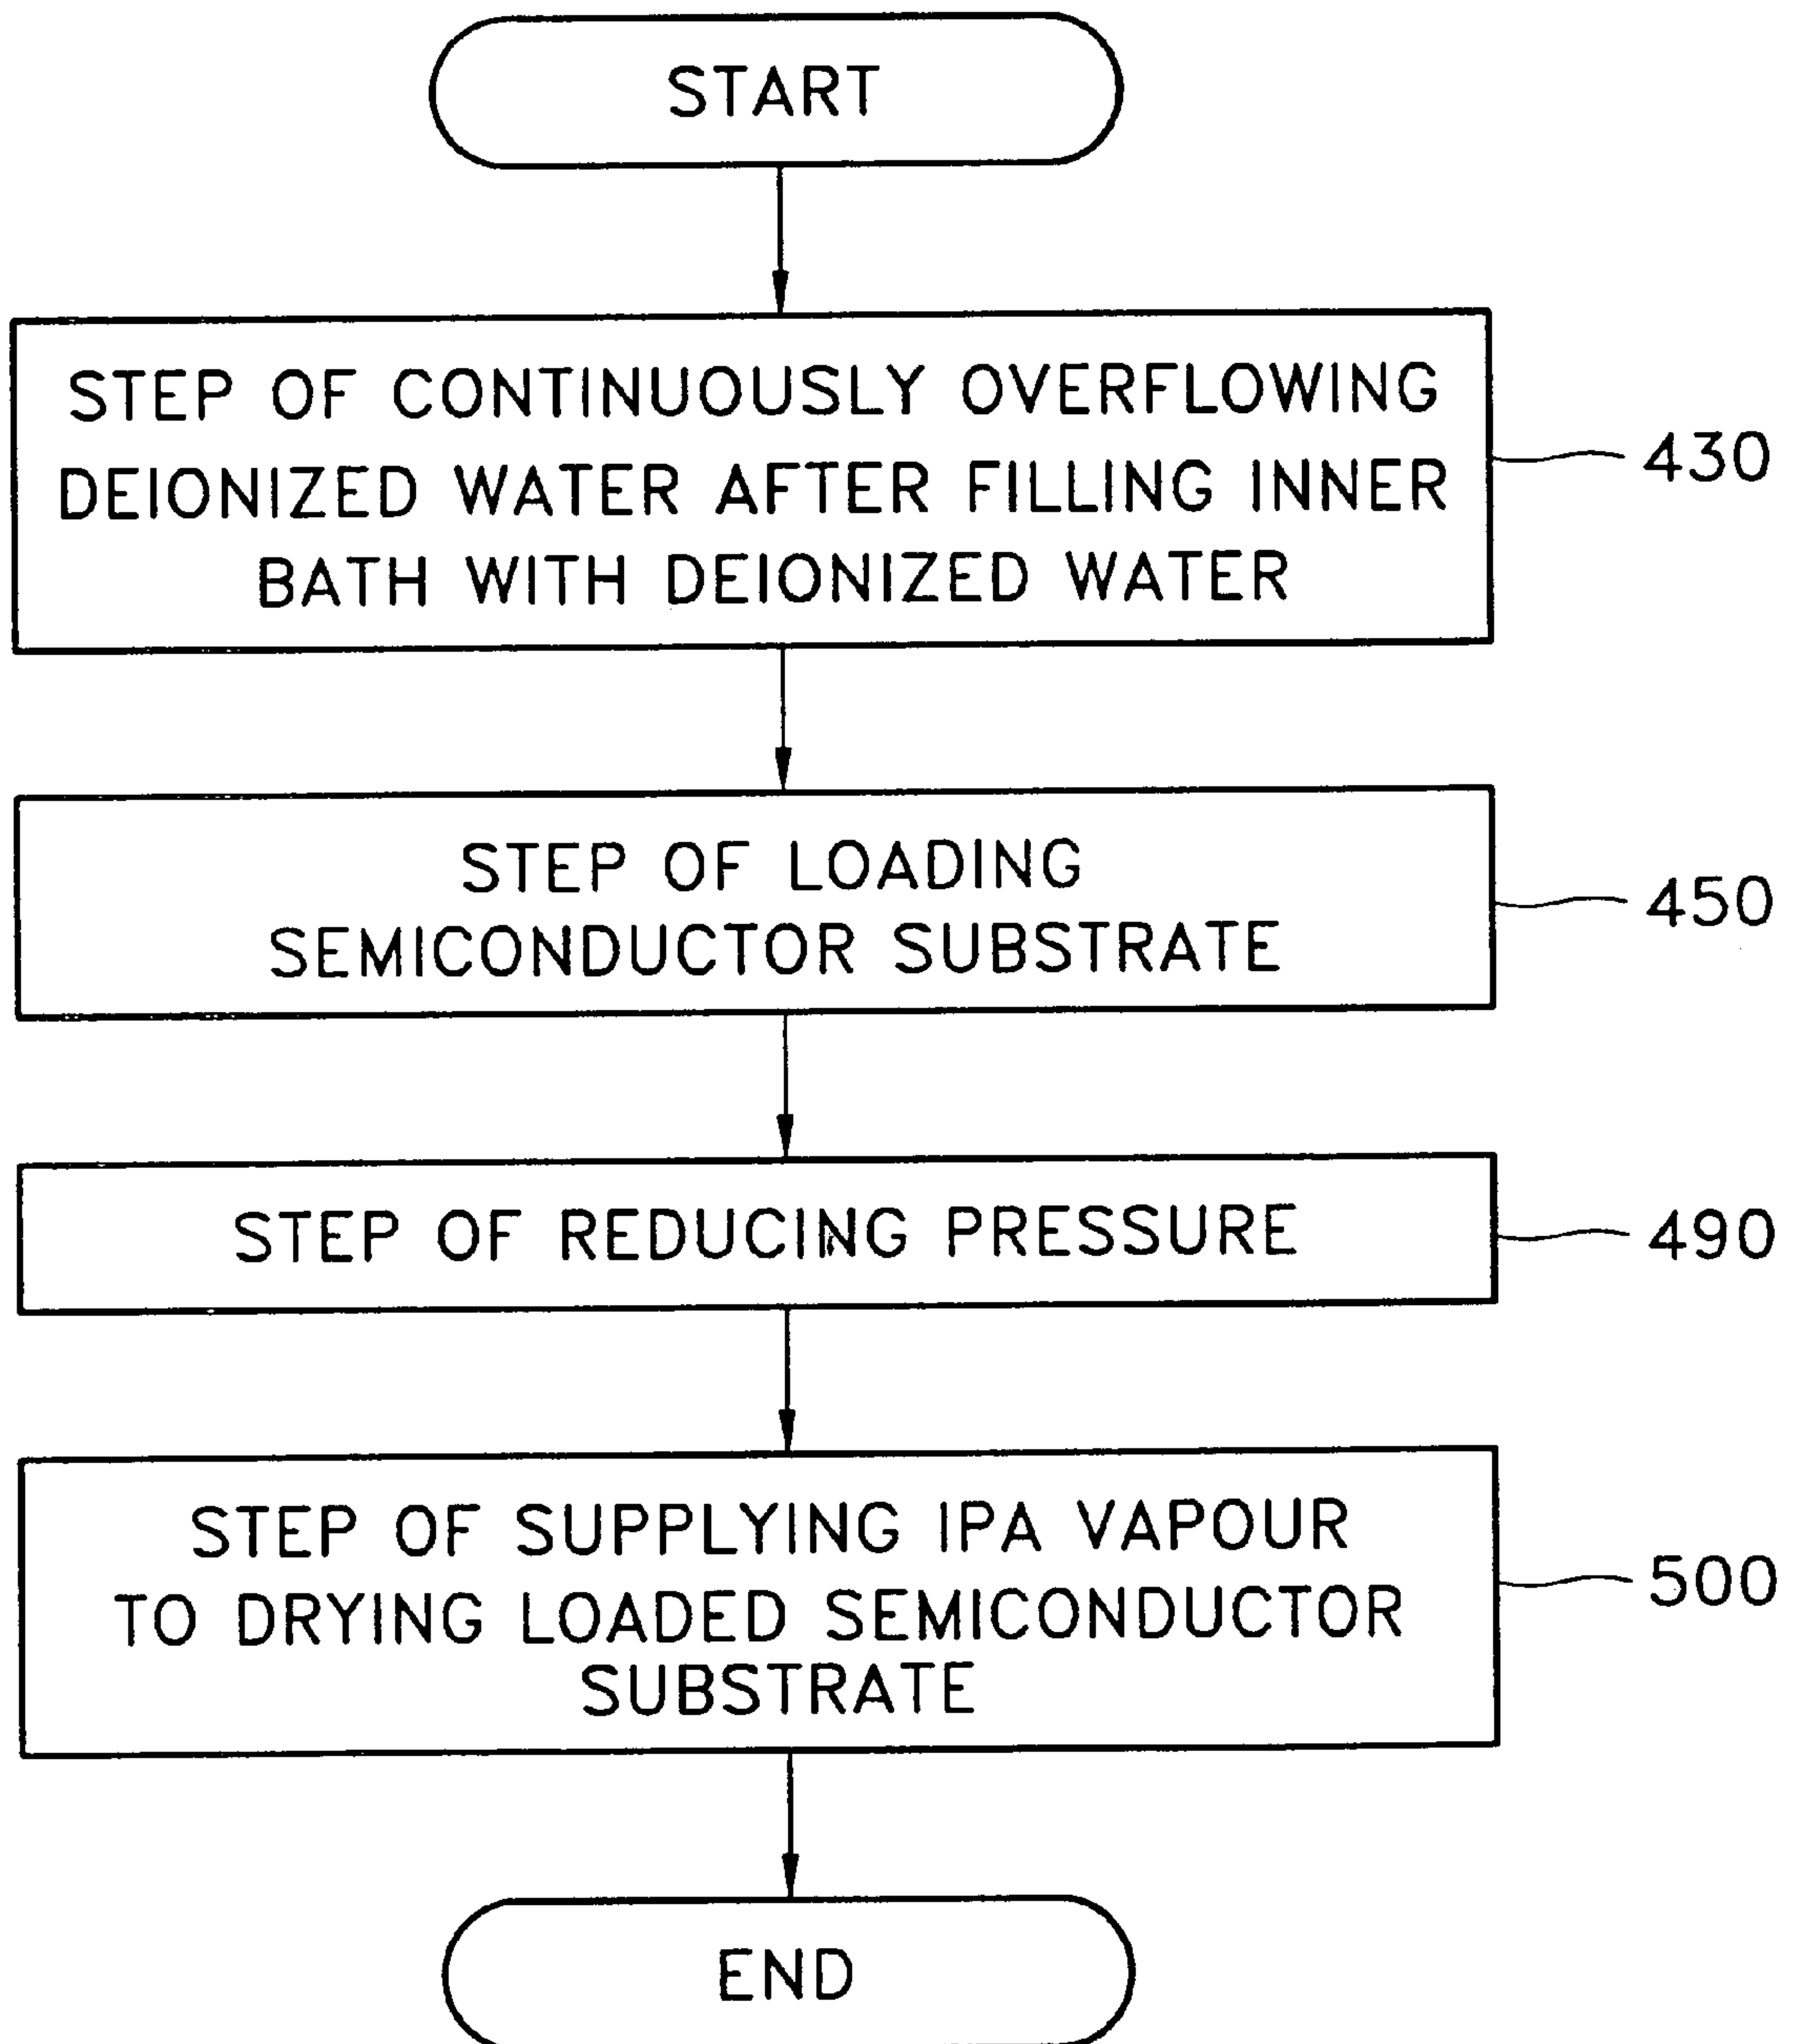 START
STEP OF CONTINUOUSLY OVERFLOWING
DEIONIZED WATER AFTER FILLING INNER
BATH WITH DEIONIZED WATER
430
STEP OF LOADING
SEMICONDUCTOR SUBSTRATE
450
STEP OF REDUCING PRESSURE
490
STEP OF SUPPLYING IPA VAPOUR
TO DRYING LOADED SEMICONDUCTOR
SUBSTRATE
500
END